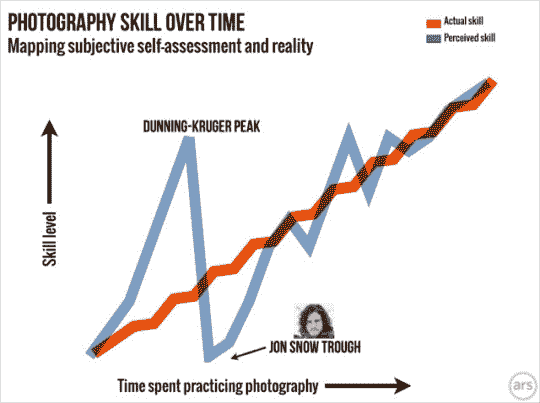 PHOTOGRAPHY SKILL OVER TIME
Mapping subjective self-assessment and reality
Actual skill
Perceived skill
DUNNING-KRUGER PEAK
Skill level
JON SNOW TROUGH
Time spent practicing photography
ars